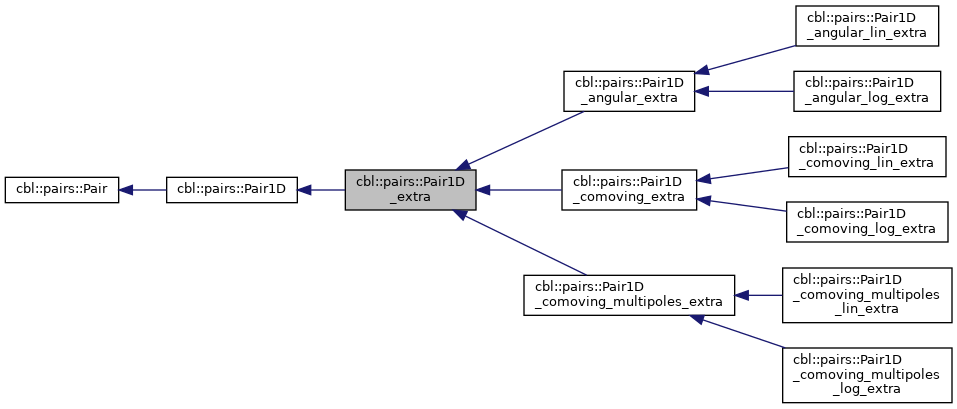 cbl::pairs::Pair
cbl::pairs::Pair1D
cbl::pairs::Pair1D
_extra
cbl::pairs::Pair1D
_angular_extra
cbl::pairs::Pair1D
_angular_lin_extra
cbl::pairs::Pair1D
_angular_log_extra
cbl::pairs::Pair1D
_comoving_extra
cbl::pairs::Pair1D
_comoving_lin_extra
cbl::pairs::Pair1D
_comoving_log_extra
cbl::pairs::Pair1D
_comoving_multipoles_extra
cbl::pairs::Pair1D
_comoving_multipoles
_lin_extra
cbl::pairs::Pair1D
_comoving_multipoles
_log_extra